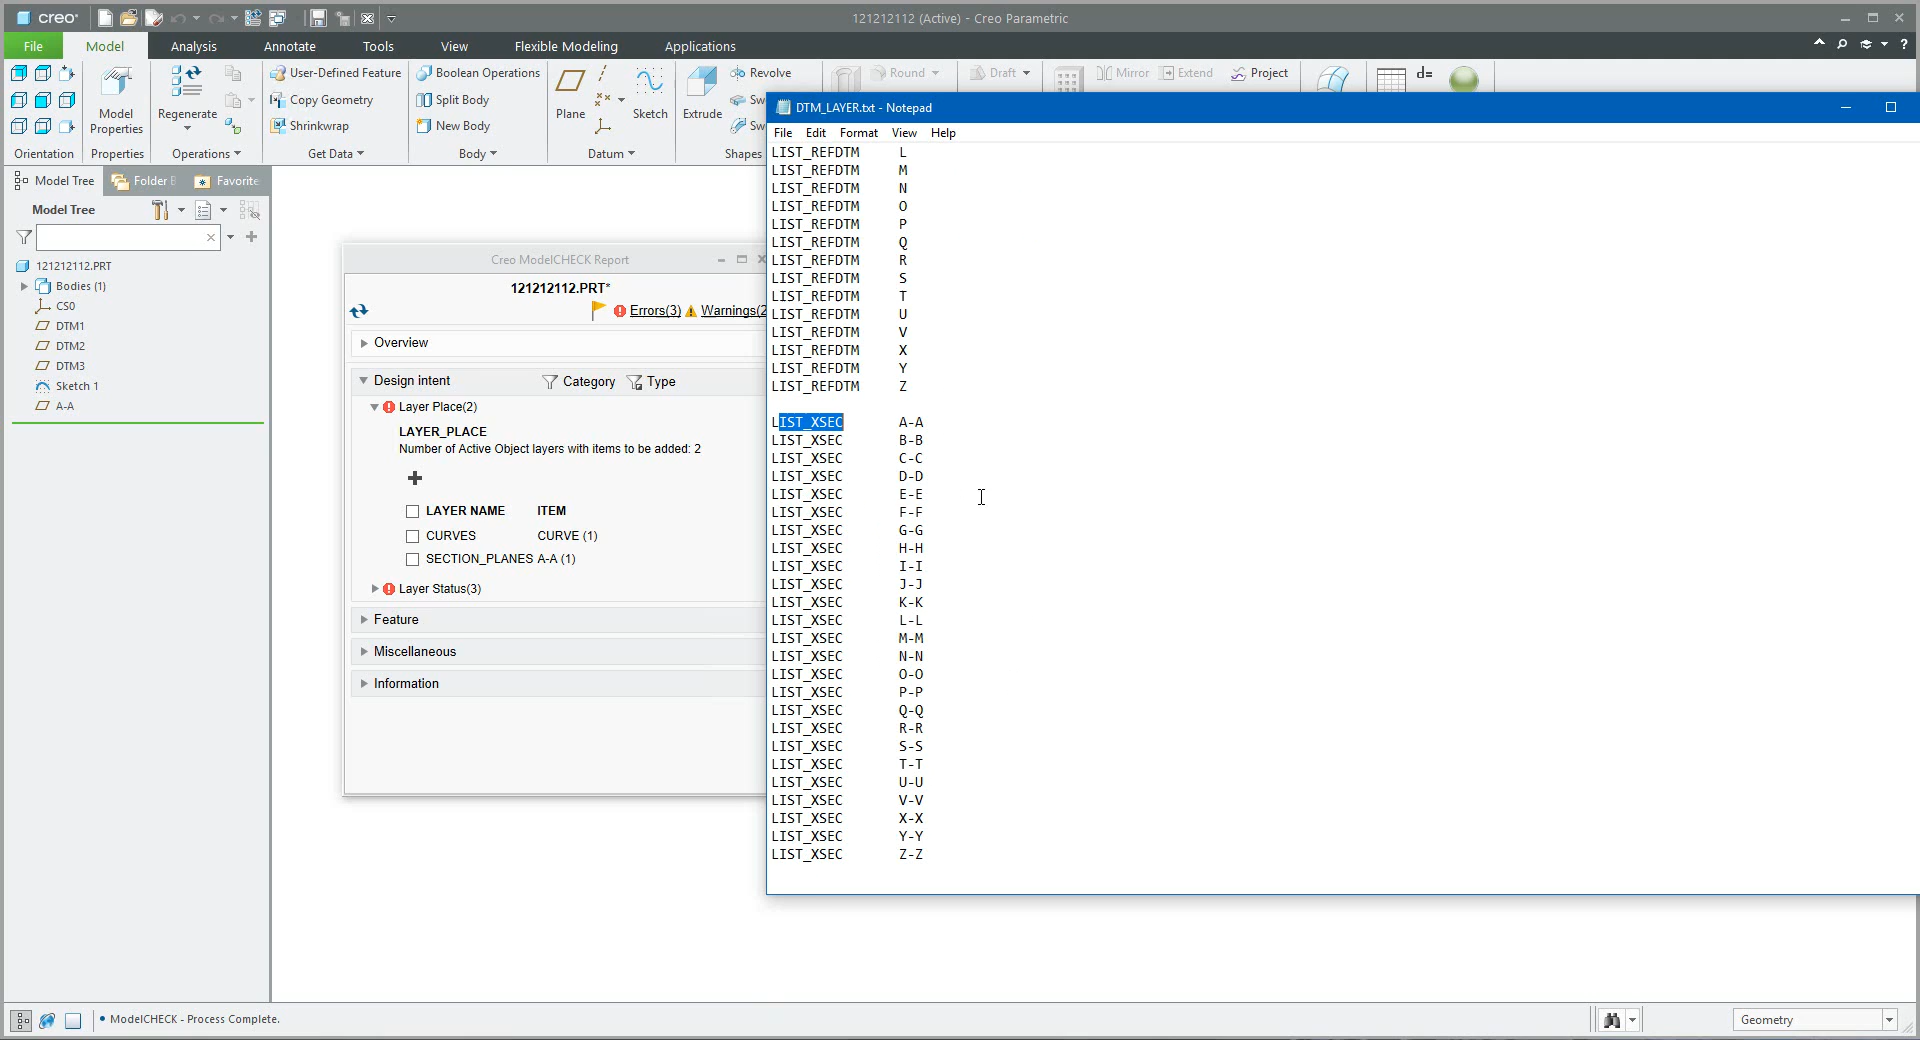 creo®
121212112 (Active) - Creo Parametric
File
Model
Analysis
Annotate
Tools
View
Flexible Modeling
Applications
Orientation
Model Properties
Properties
Regenerate
Operations
User-Defined Feature
Copy Geometry
Shrinkwrap
Get Data
Boolean Operations
Split Body
New Body
Body
Plane
Sketch
Datum
Extrude
Revolve
Shapes
Round
Draft
Mirror
Extend
Project
d=
Model Tree
Folder B
Favorite
Model Tree
121212112.PRT
Bodies (1)
CS0
DTM1
DTM2
DTM3
Sketch 1
A-A
Creo ModelCHECK Report
121212112.PRT*
Errors(3) Warnings(2
Overview
Design intent Category Type
Layer Place(2)
LAYER_PLACE
Number of Active Object layers with items to be added: 2
LAYER NAME ITEM
CURVES CURVE (1)
SECTION_PLANES A-A (1)
Layer Status(3)
Feature
Miscellaneous
Information
DTM_LAYER.txt - Notepad
File Edit Format View Help
LIST_REFDTM L
LIST_REFDTM M
LIST_REFDTM N
LIST_REFDTM O
LIST_REFDTM P
LIST_REFDTM Q
LIST_REFDTM R
LIST_REFDTM S
LIST_REFDTM T
LIST_REFDTM U
LIST_REFDTM V
LIST_REFDTM X
LIST_REFDTM Y
LIST_REFDTM Z
LIST_XSEC A-A
LIST_XSEC B-B
LIST_XSEC C-C
LIST_XSEC D-D
LIST_XSEC E-E
LIST_XSEC F-F
LIST_XSEC G-G
LIST_XSEC H-H
LIST_XSEC I-I
LIST_XSEC J-J
LIST_XSEC K-K
LIST_XSEC L-L
LIST_XSEC M-M
LIST_XSEC N-N
LIST_XSEC O-O
LIST_XSEC P-P
LIST_XSEC Q-Q
LIST_XSEC R-R
LIST_XSEC S-S
LIST_XSEC T-T
LIST_XSEC U-U
LIST_XSEC V-V
LIST_XSEC X-X
LIST_XSEC Y-Y
LIST_XSEC Z-Z
ModelCHECK - Process Complete.
Geometry